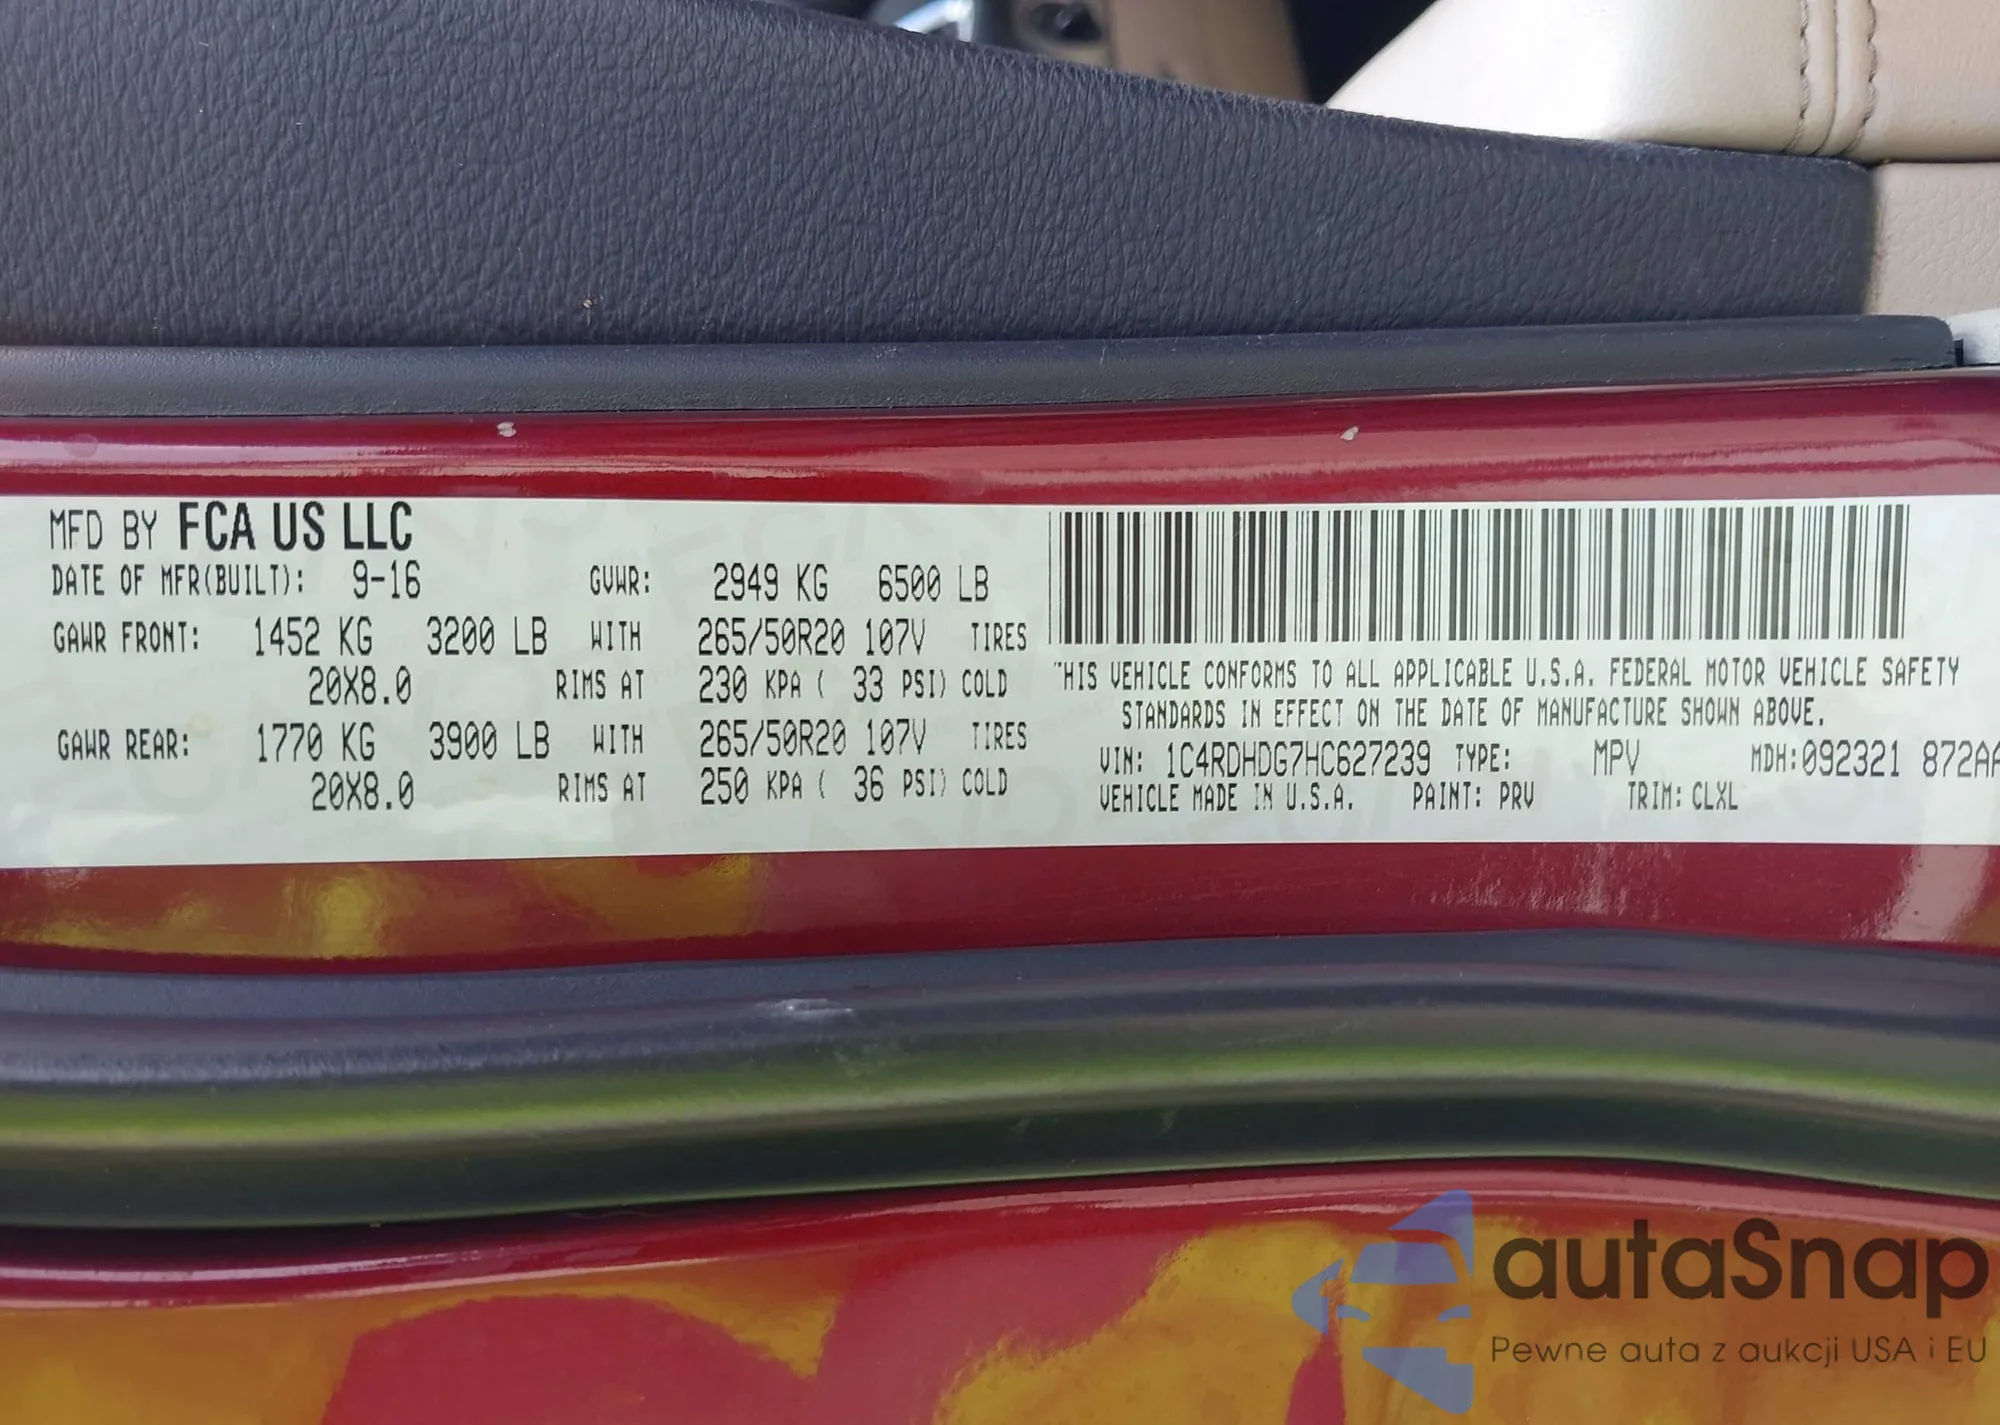 MFD BY FCA US LLC
DATE OF MFR(BUILT): 9-16 GVWR: 2949 KG 6500 LB
GAWR FRONT: 1452 KG 3200 LB WITH 265/50R20 107V TIRES
20X8.0 RIMS AT 230 KPA ( 33 PSI) COLD
GAWR REAR: 1770 KG 3900 LB WITH 265/50R20 107V TIRES
20X8.0 RIMS AT 250 KPA ( 36 PSI) COLD
THIS VEHICLE CONFORMS TO ALL APPLICABLE U.S.A. FEDERAL MOTOR VEHICLE SAFETY
STANDARDS IN EFFECT ON THE DATE OF MANUFACTURE SHOWN ABOVE.
VIN: 1C4RDHDG7HC627239 TYPE: MPV MDH:092321 872AA
VEHICLE MADE IN U.S.A. PAINT: PRV TRIM: CLXL
autaSnap
Pewne auta z aukcji USA i EU